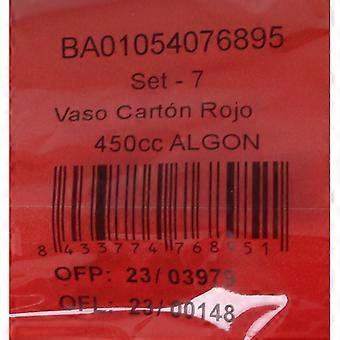 BA01054076895
Set - 7
Vaso Cartón Rojo
450cc ALGON
8 433774 768951
OFP: 23/03979
OFL: 23/00148